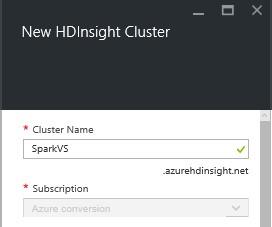 New HDInsight Cluster
* Cluster Name
SparkVS
.azurehdinsight.net
* Subscription
Azure conversion